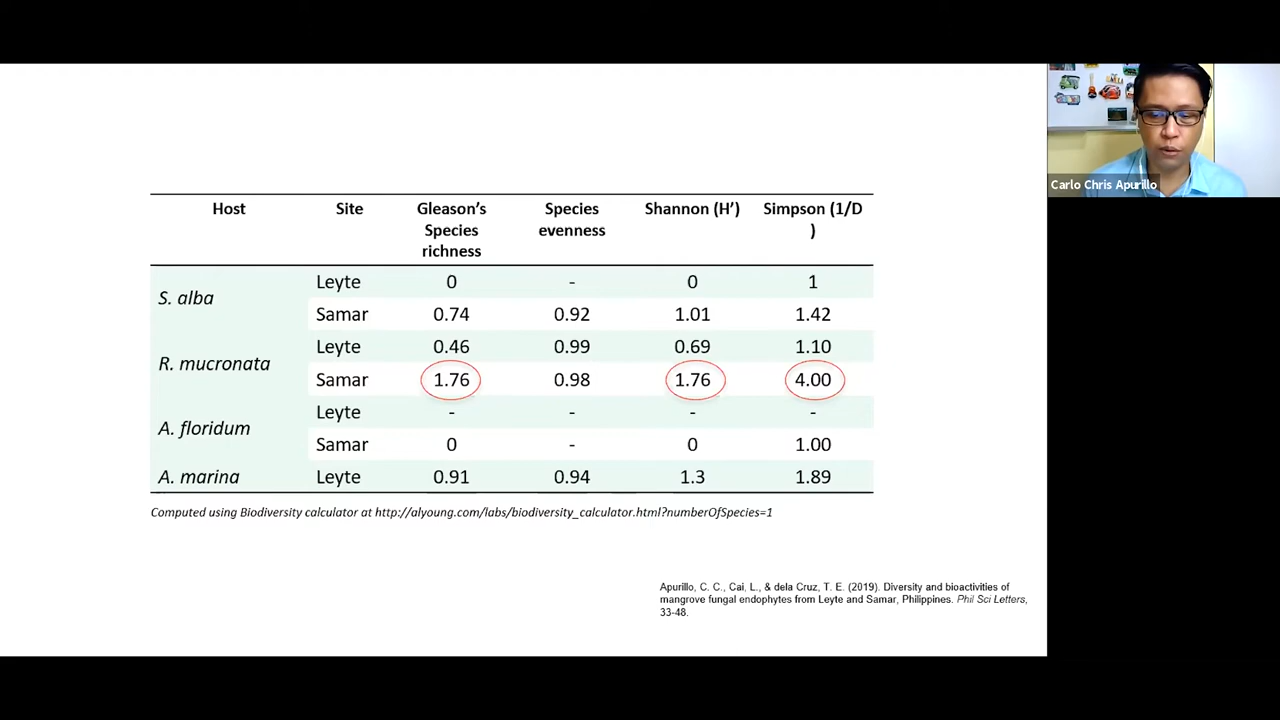 Carlo Chris Apurillo
Host Site Gleason's Species richness Species evenness Shannon (H') Simpson (1/D )
S. alba
Leyte 0 - 0 1
Samar 0.74 0.92 1.01 1.42
R. mucronata
Leyte 0.46 0.99 0.69 1.10
Samar 1.76 0.98 1.76 4.00
A. floridum
Leyte - - - -
Samar 0 - 0 1.00
A. marina Leyte 0.91 0.94 1.3 1.89
Computed using Biodiversity calculator at http://alyoung.com/labs/biodiversity_calculator.html?numberOfSpecies=1
Apurillo, C. C., Cai, L., & dela Cruz, T. E. (2019). Diversity and bioactivities of
mangrove fungal endophytes from Leyte and Samar, Philippines. Phil Sci Letters,
33-48.